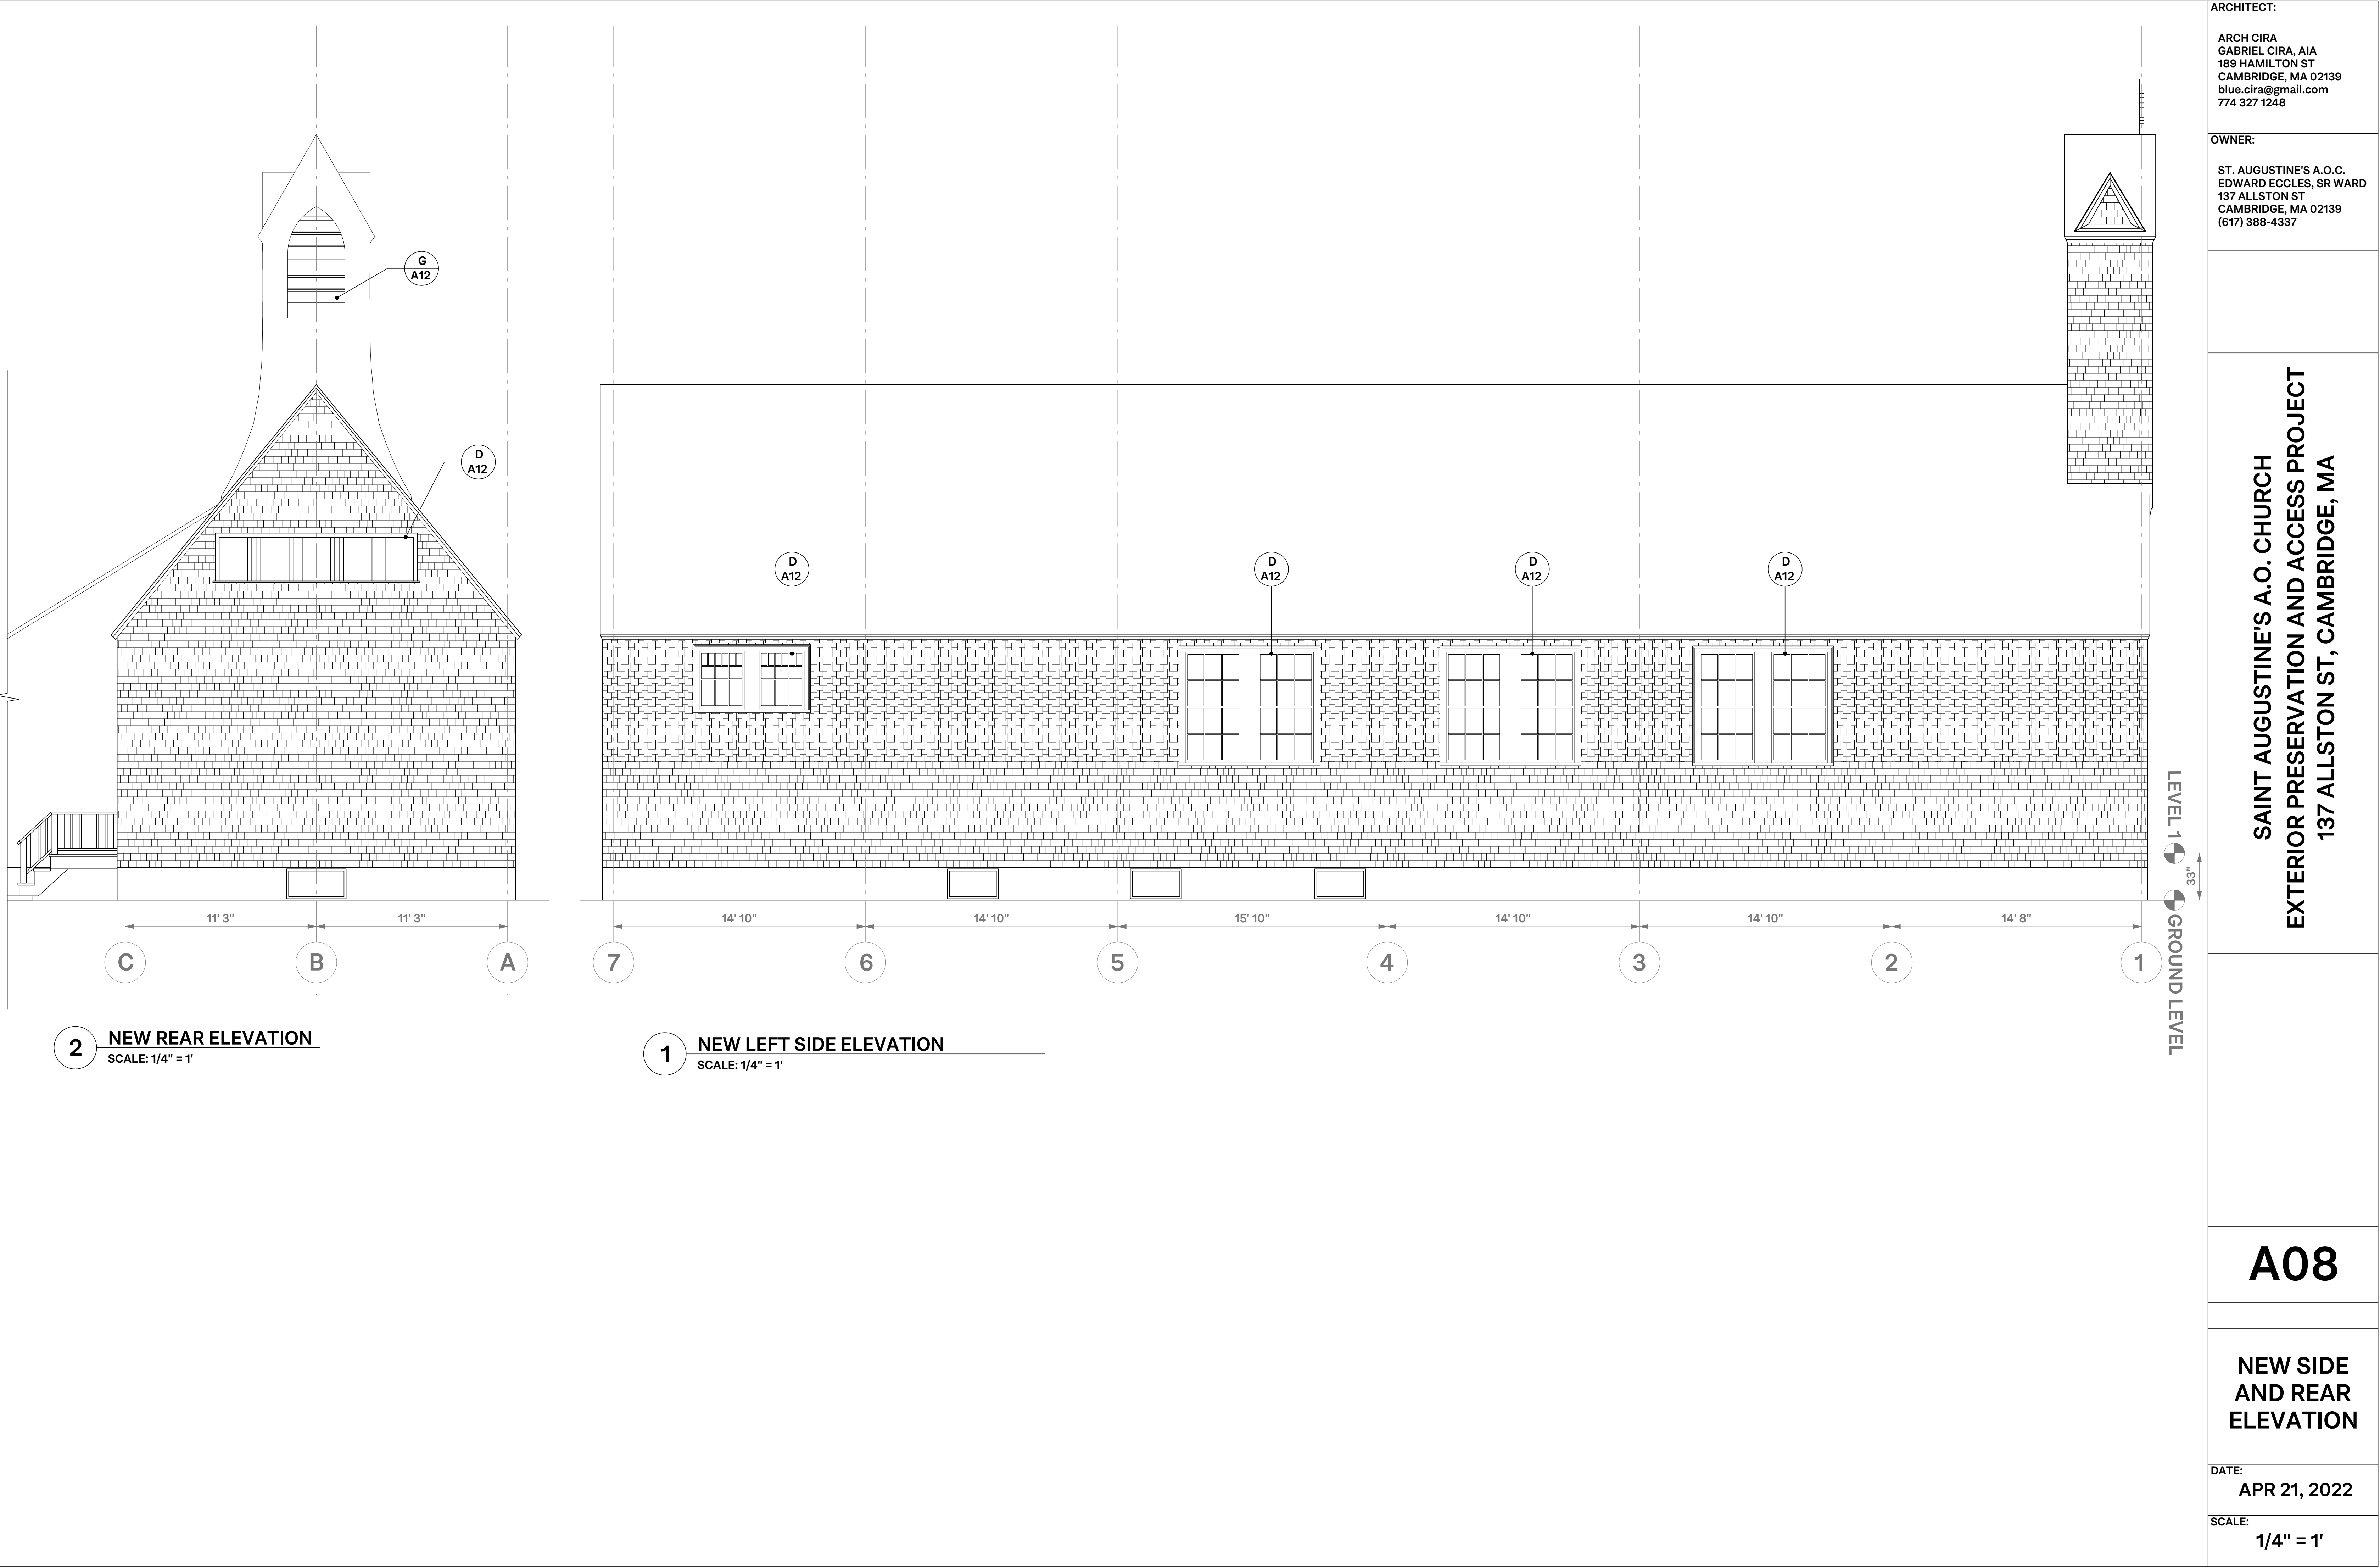 G
A12
D
A12
D
A12
D
A12
D
A12
D
A12
11' 3"
11' 3"
14' 10"
14' 10"
15' 10"
14' 10"
14' 10"
14' 8"
C
B
A
7
6
5
4
3
2
1
LEVEL 1
33"
GROUND LEVEL
2
NEW REAR ELEVATION
SCALE: 1/4" = 1'
1
NEW LEFT SIDE ELEVATION
SCALE: 1/4" = 1'
ARCHITECT:
ARCH CIRA
GABRIEL CIRA, AIA
189 HAMILTON ST
CAMBRIDGE, MA 02139
blue.cira@gmail.com
774 327 1248
OWNER:
ST. AUGUSTINE'S A.O.C.
EDWARD ECCLES, SR WARD
137 ALLSTON ST
CAMBRIDGE, MA 02139
(617) 388-4337
SAINT AUGUSTINE'S A.O. CHURCH
EXTERIOR PRESERVATION AND ACCESS PROJECT
137 ALLSTON ST, CAMBRIDGE, MA
A08
NEW SIDE
AND REAR
ELEVATION
DATE:
APR 21, 2022
SCALE:
1/4" = 1'